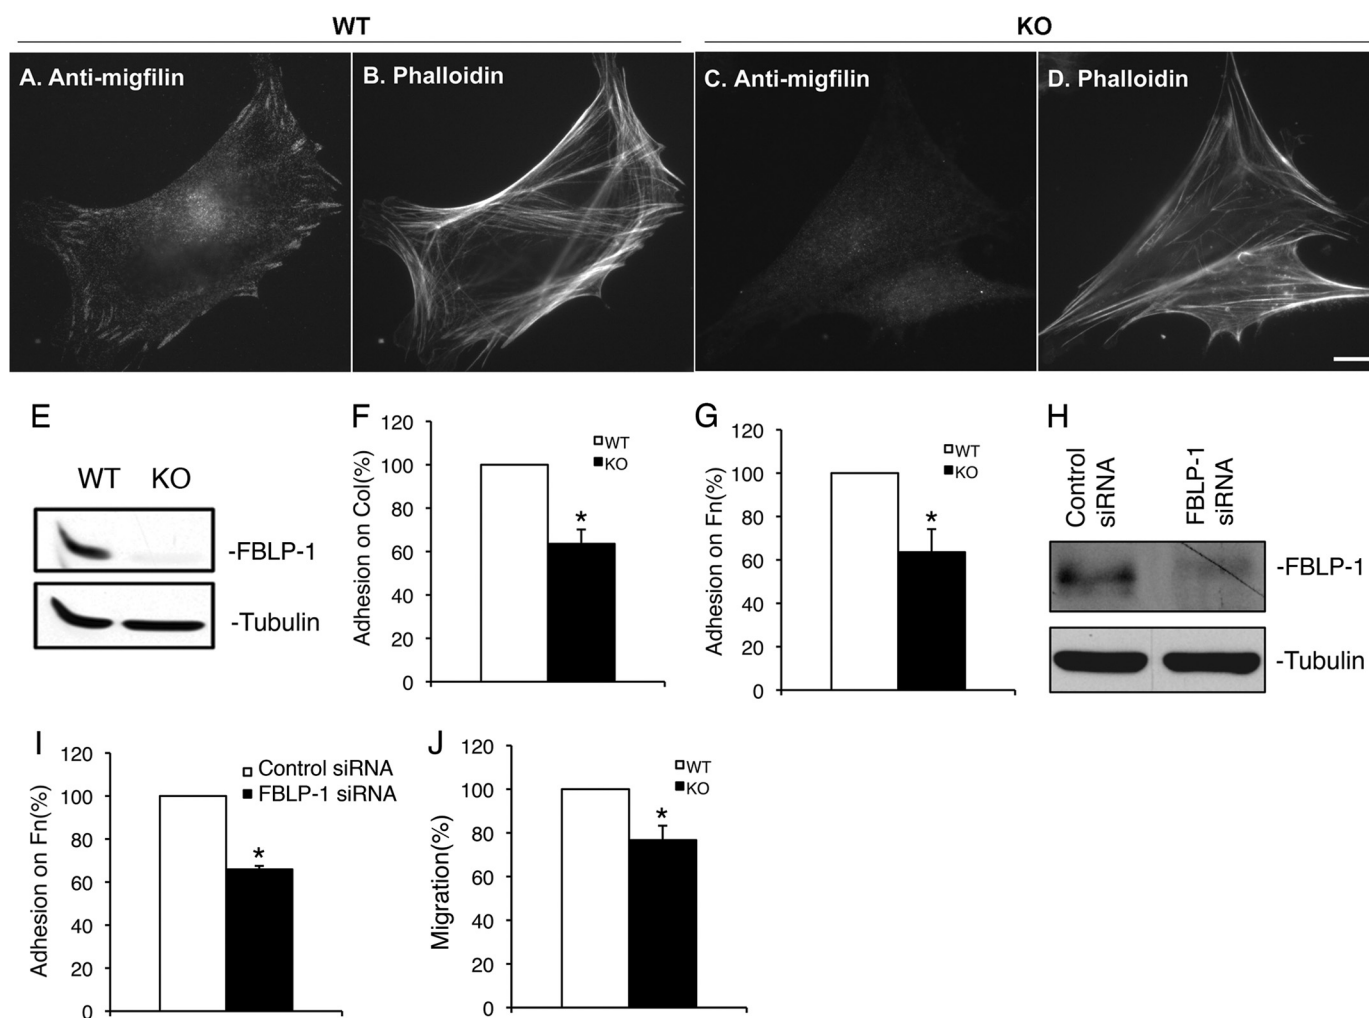 WT
KO
A. Anti-migfilin
B. Phalloidin
C. Anti-migfilin
D. Phalloidin
E
WT KO
-FBLP-1
-Tubulin
F
Adhesion on Col(%)
120
100
80
60
40
20
0
WT
KO
*
G
Adhesion on Fn(%)
120
100
80
60
40
20
0
WT
KO
*
H
Control
siRNA
FBLP-1
siRNA
-FBLP-1
-Tubulin
I
Adhesion on Fn(%)
120
100
80
60
40
20
0
Control siRNA
FBLP-1 siRNA
*
J
Migration(%)
120
100
80
60
40
20
0
WT
KO
*